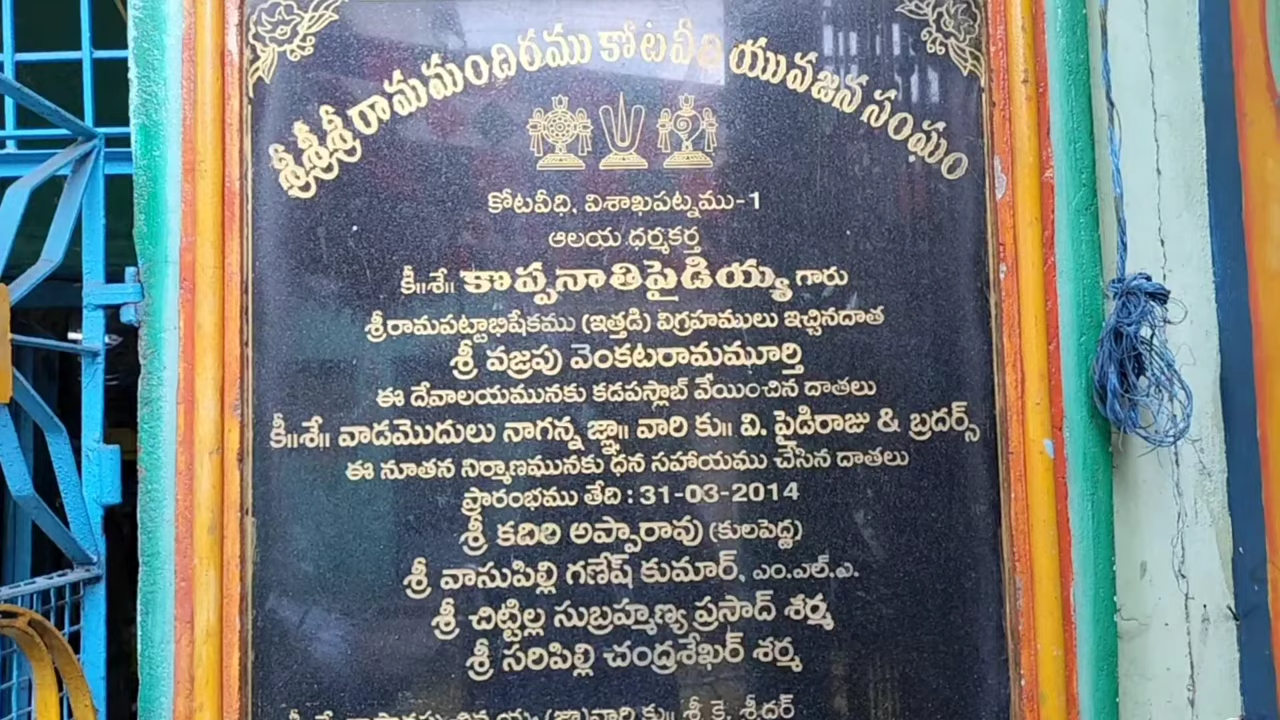 శ్రీశ్రీశ్రీ రామమందిరము కోటవీధి యువజన సంఘం
కోటవీధి, విశాఖపట్నము-1
ఆలయ ధర్మకర్త
కీ॥శే॥ కొప్పనాతిపైడియ్య గారు
శ్రీరామపట్టాభిషేకము (ఇత్తడి) విగ్రహములు ఇచ్చినదాత
శ్రీ వజ్రపు వెంకటరామమూర్తి
ఈ దేవాలయమునకు కడపస్లాబ్ వేయించిన దాతలు
కీ॥శే॥ వాడమొదులు నాగన్న జ్ఞా॥ వారి కు॥ వి. పైడిరాజు & బ్రదర్స్
ఈ నూతన నిర్మాణమునకు ధన సహాయము చేసిన దాతలు
ప్రారంభము తేది : 31-03-2014
శ్రీ కదిరి అప్పారావు (కులపెద్ద)
శ్రీ వాసుపిల్లి గణేష్ కుమార్, ఎం.ఎల్.ఎ.
శ్రీ చిట్టిల్ల సుబ్రహ్మణ్య ప్రసాద్ శర్మ
శ్రీ సరిపిల్లి చంద్రశేఖర్ శర్మ
వారి కు॥ శ్రీ కె. శ్రీధర్